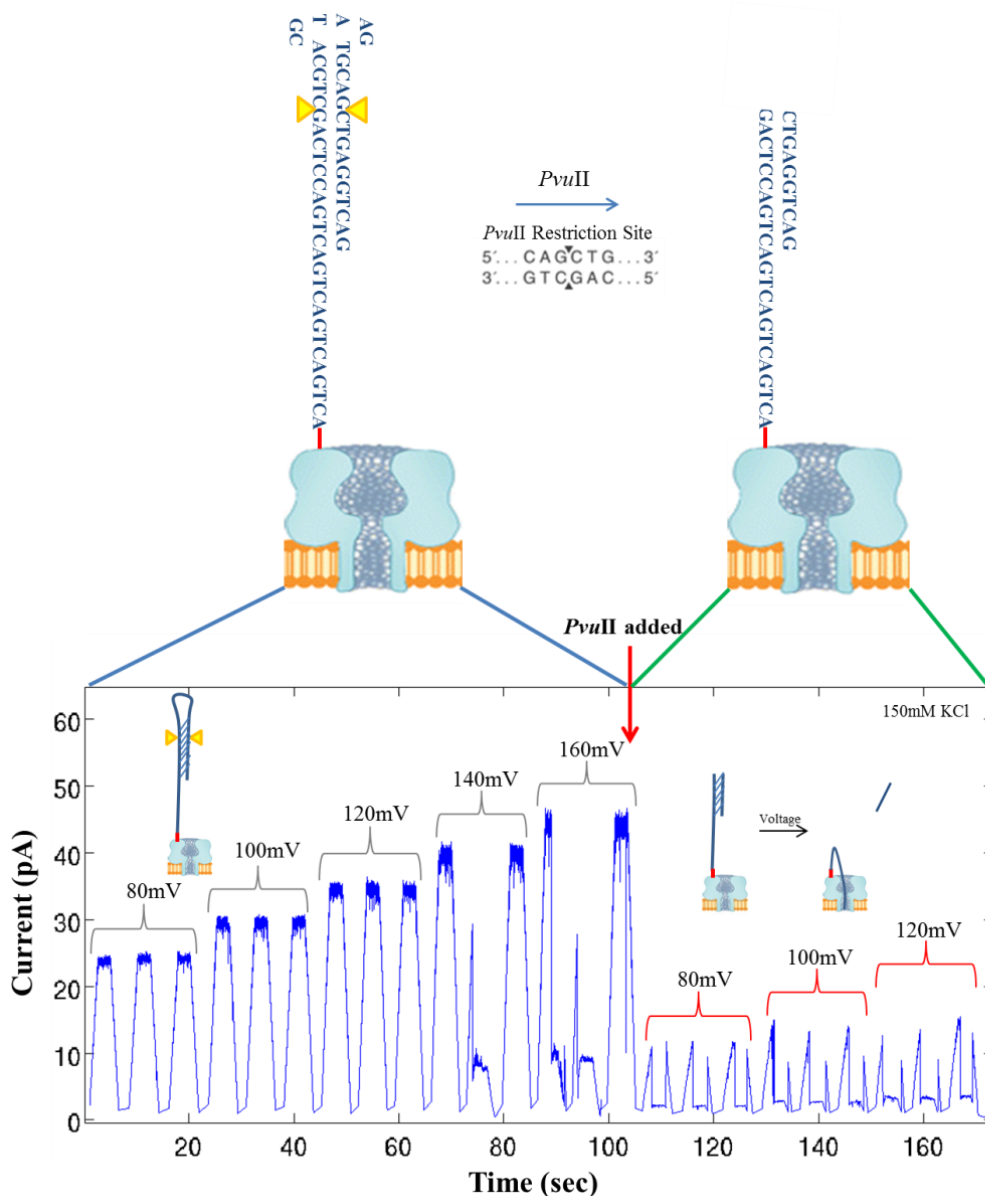 GC
T ACGTCGACTCCAGTCAGTCAGTCAGTCA
A TGCAGCTGAGGTCAG
AG
PvuII
PvuII Restriction Site
5′... CAGCTG...3′
3′... GTCGAC...5′
GACTCCAGTCAGTCAGTCAGTCA
CTGAGGTCAG
PvuII added
150mM KCl
80mV
100mV
120mV
140mV
160mV
Voltage
80mV
100mV
120mV
60
50
40
30
20
10
0
Current (pA)
20
40
60
80
100
120
140
160
Time (sec)